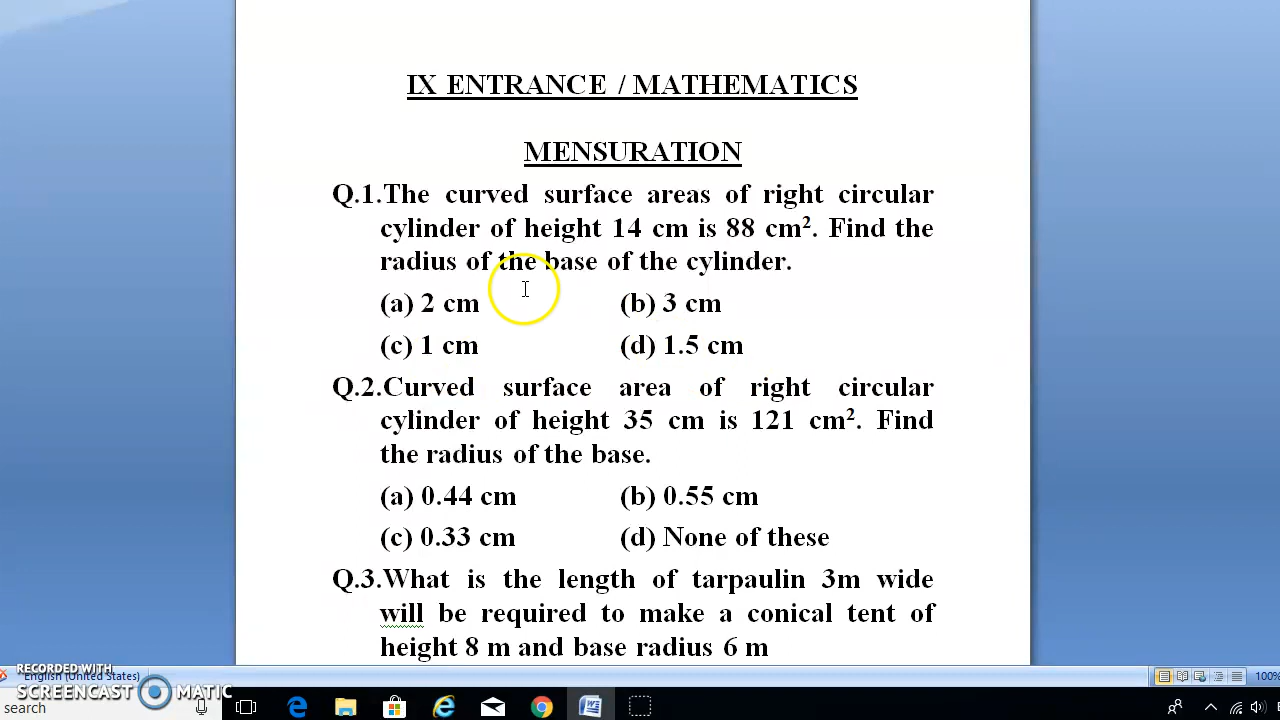 IX ENTRANCE / MATHEMATICS
MENSURATION
Q.1.The curved surface areas of right circular
cylinder of height 14 cm is 88 cm². Find the
radius of the base of the cylinder.
(a) 2 cm (b) 3 cm
(c) 1 cm (d) 1.5 cm
Q.2.Curved surface area of right circular
cylinder of height 35 cm is 121 cm². Find
the radius of the base.
(a) 0.44 cm (b) 0.55 cm
(c) 0.33 cm (d) None of these
Q.3.What is the length of tarpaulin 3m wide
will be required to make a conical tent of
height 8 m and base radius 6 m
RECORDED WITH
English (United States)
100%
SCREENCAST MATIC
search